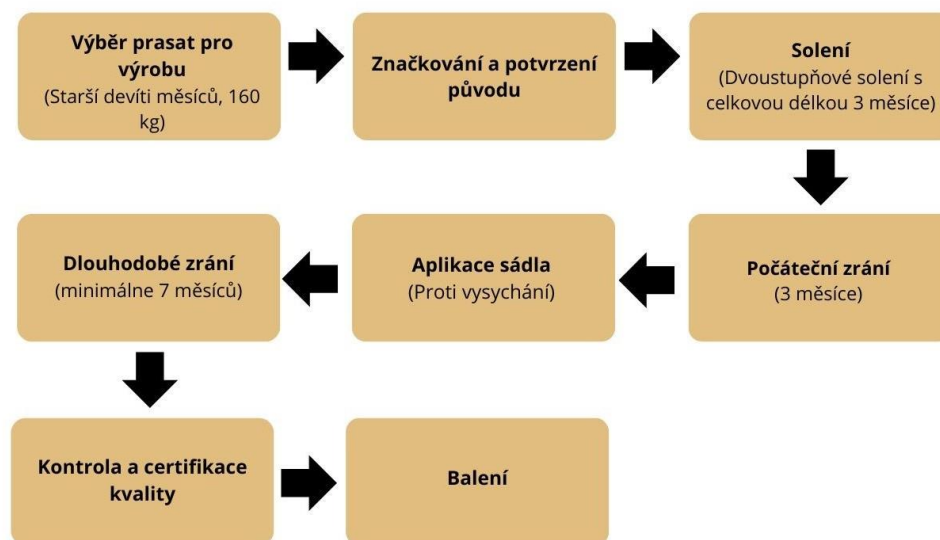 Výběr prasat pro
výrobu
(Starší devíti měsíců, 160
kg)
Značkování a potvrzení
původu
Solení
(Dvoustupňové solení s
celkovou délkou 3 měsíce)
Počáteční zrání
(3 měsíce)
Aplikace sádla
(Proti vysychání)
Dlouhodobé zrání
(minimálne 7 měsíců)
Kontrola a certifikace
kvality
Balení